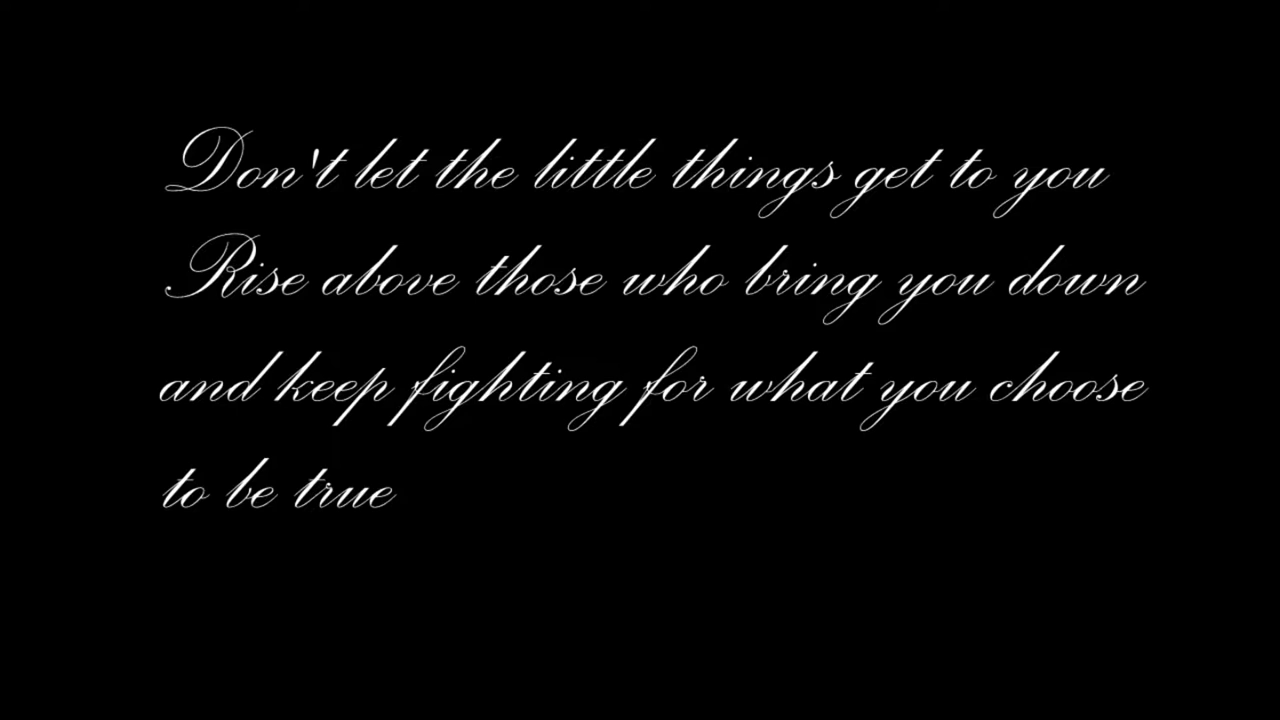 Don't let the little things get to you
Rise above those who bring you down
and keep fighting for what you choose
to be true